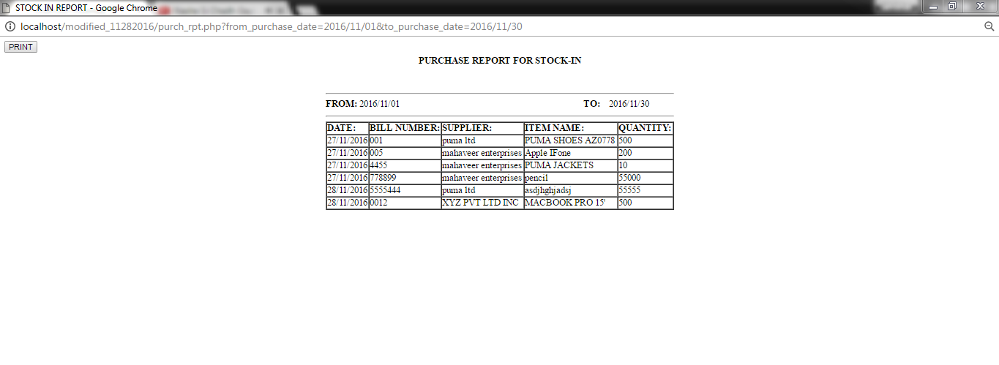 STOCK IN REPORT - Google Chrome
localhost/modified_11282016/purch_rpt.php?from_purchase_date=2016/11/01&to_purchase_date=2016/11/30
PRINT
PURCHASE REPORT FOR STOCK-IN
FROM: 2016/11/01 TO: 2016/11/30
DATE: BILL NUMBER: SUPPLIER: ITEM NAME: QUANTITY:
27/11/2016 001 puma ltd PUMA SHOES AZ0778 500
27/11/2016 005 mahaveer enterprises Apple IFone 200
27/11/2016 4455 mahaveer enterprises PUMA JACKETS 10
27/11/2016 778899 mahaveer enterprises pencil 55000
28/11/2016 5555444 puma ltd asdjhghjadsj 55555
28/11/2016 0012 XYZ PVT LTD INC MACBOOK PRO 15' 500